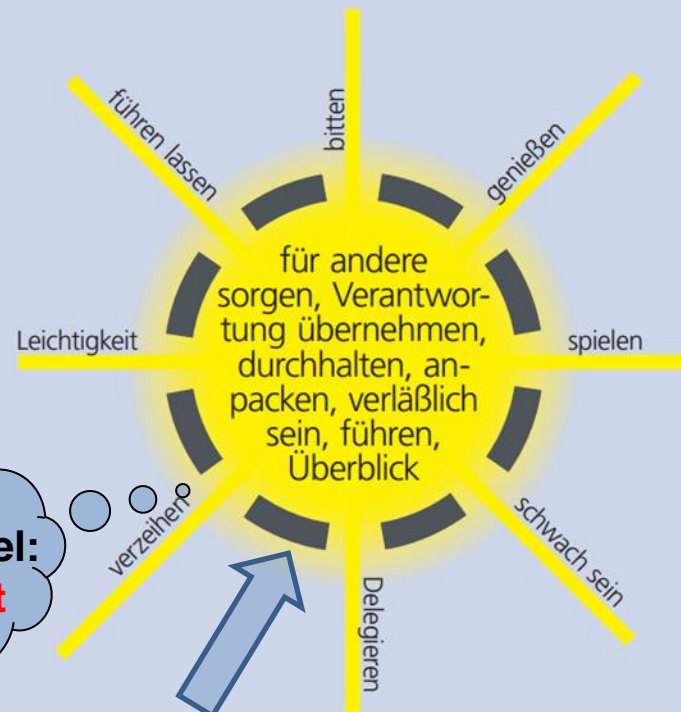 bitten
führen lassen
genießen
für andere
sorgen, Verantwor-
tung übernehmen,
durchhalten, an-
packen, verläßlich
sein, führen,
Überblick
Leichtigkeit
spielen
verzeihen
schwach sein
Delegieren